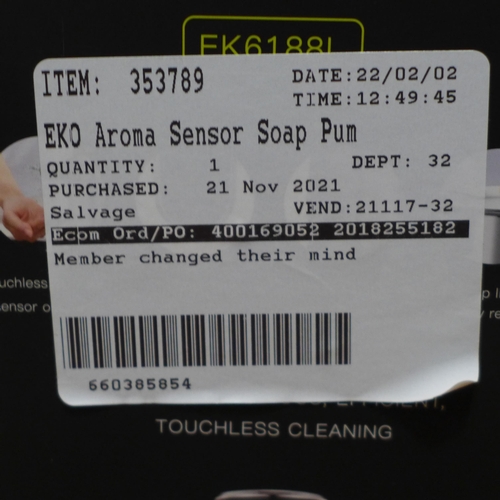 EK6188L
ITEM: 353789 DATE:22/02/02
TIME:12:49:45
EKO Aroma Sensor Soap Pum
QUANTITY: 1 DEPT: 32
PURCHASED: 21 Nov 2021
Salvage VEND:21117-32
Ecom Ord/PO: 400169052 2018255182
Member changed their mind
660385854
TOUCHLESS CLEANING